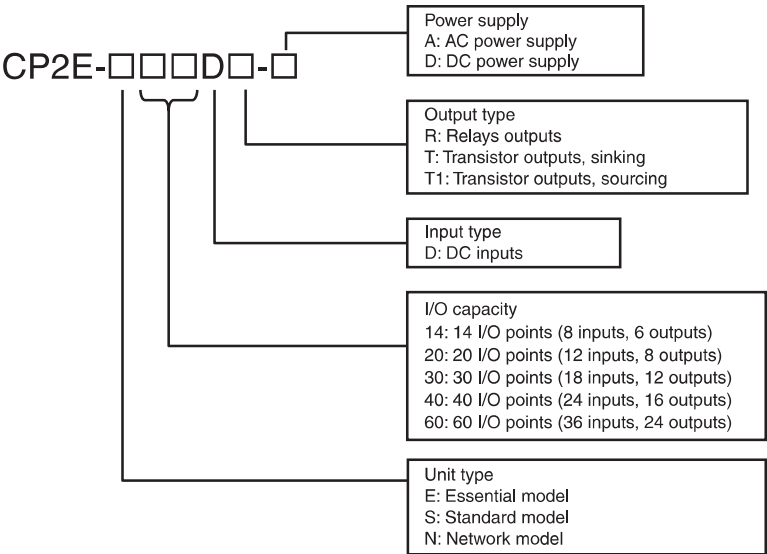 Power supply
A: AC power supply
D: DC power supply
CP2E-□□□D□-□
Output type
R: Relays outputs
T: Transistor outputs, sinking
T1: Transistor outputs, sourcing
Input type
D: DC inputs
I/O capacity
14: 14 I/O points (8 inputs, 6 outputs)
20: 20 I/O points (12 inputs, 8 outputs)
30: 30 I/O points (18 inputs, 12 outputs)
40: 40 I/O points (24 inputs, 16 outputs)
60: 60 I/O points (36 inputs, 24 outputs)
Unit type
E: Essential model
S: Standard model
N: Network model